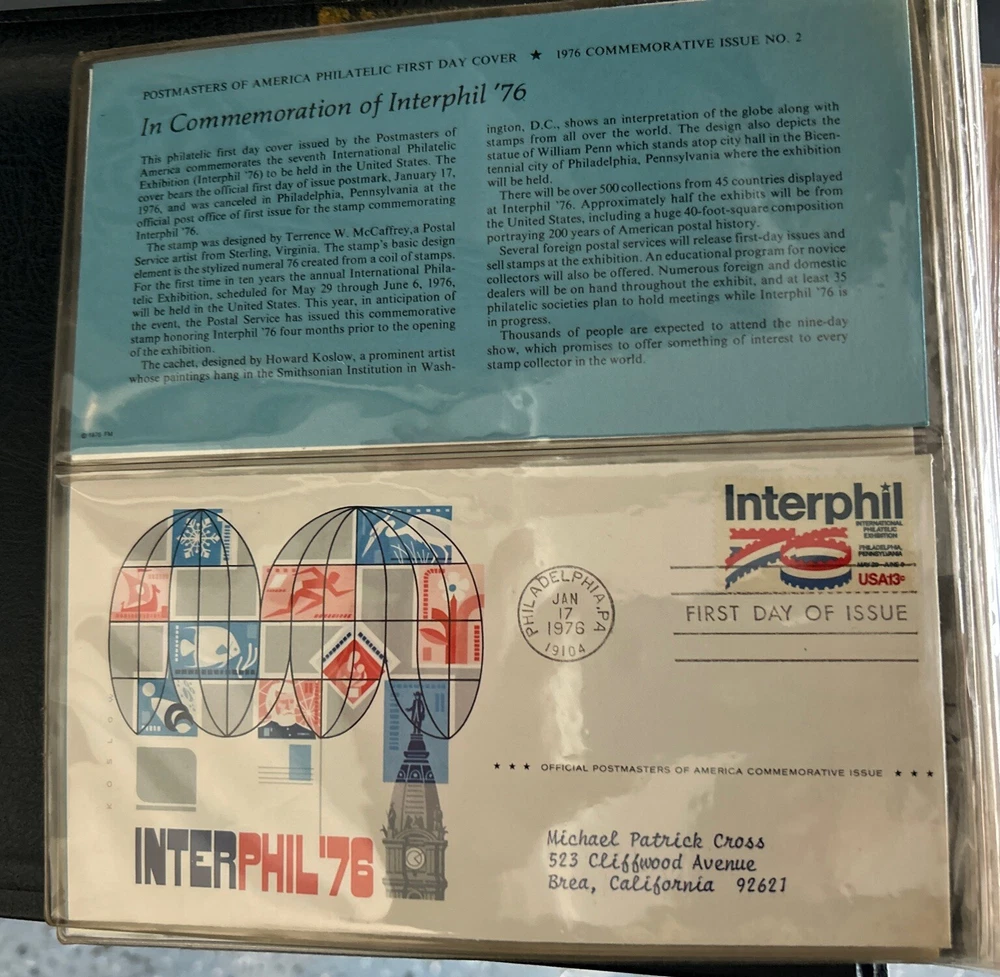 POSTMASTERS OF AMERICA PHILATELIC FIRST DAY COVER ★ 1976 COMMEMORATIVE ISSUE NO. 2
In Commemoration of Interphil '76
This philatelic first day cover issued by the Postmasters of
America commemorates the seventh International Philatelic
Exhibition (Interphil '76) to be held in the United States. The
cover bears the official first day of issue postmark, January 17,
1976, and was canceled in Philadelphia, Pennsylvania at the
official post office of first issue for the stamp commemorating
Interphil '76.
The stamp was designed by Terrence W. McCaffrey,a Postal
Service artist from Sterling, Virginia. The stamp's basic design
element is the stylized numeral 76 created from a coil of stamps.
For the first time in ten years the annual International Phila-
telic Exhibition, scheduled for May 29 through June 6, 1976,
will be held in the United States. This year, in anticipation of
the event, the Postal Service has issued this commemorative
stamp honoring Interphil '76 four months prior to the opening
of the exhibition.
The cachet, designed by Howard Koslow, a prominent artist
whose paintings hang in the Smithsonian Institution in Wash-
ington, D.C., shows an interpretation of the globe along with
stamps from all over the world. The design also depicts the
statue of William Penn which stands atop city hall in the Bicen-
tennial city of Philadelphia, Pennsylvania where the exhibition
will be held.
There will be over 500 collections from 45 countries displayed
at Interphil '76. Approximately half the exhibits will be from
the United States, including a huge 40-foot-square composition
portraying 200 years of American postal history.
Several foreign postal services will release first-day issues and
sell stamps at the exhibition. An educational program for novice
collectors will also be offered. Numerous foreign and domestic
dealers will be on hand throughout the exhibit, and at least 35
philatelic societies plan to hold meetings while Interphil '76 is
in progress.
Thousands of people are expected to attend the nine-day
show, which promises to offer something of interest to every
stamp collector in the world.
Interphil
INTERNATIONAL
PHILATELIC
EXHIBITION
PHILADELPHIA,
PENNSYLVANIA
MAY 29-JUNE 6
USA13c
PHILADELPHIA, PA
JAN
17
1976
19104
FIRST DAY OF ISSUE
KOSLOW
★ ★ ★ OFFICIAL POSTMASTERS OF AMERICA COMMEMORATIVE ISSUE ★ ★ ★
INTERPHIL '76
Michael Patrick Cross
523 Cliffwood Avenue
Brea, California 92621